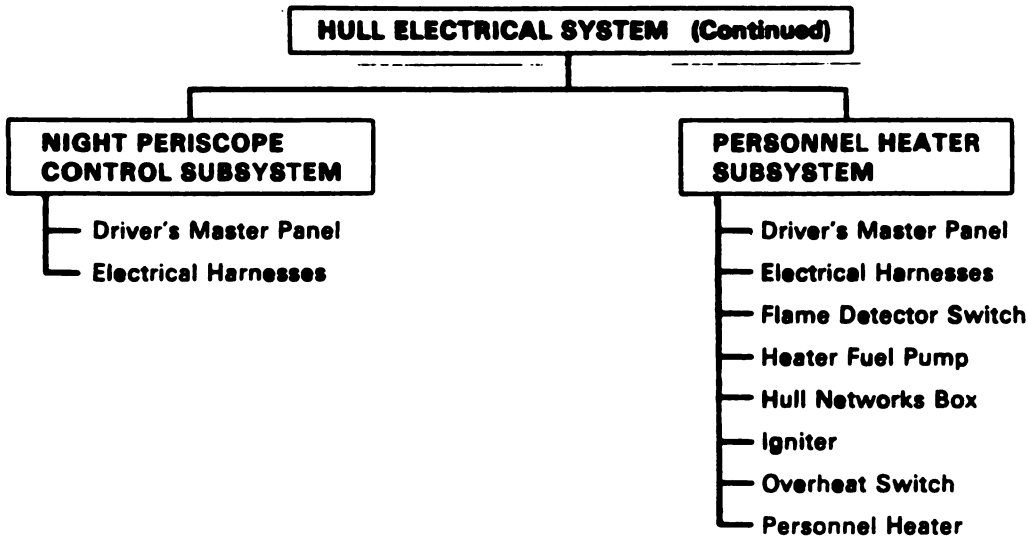 HULL ELECTRICAL SYSTEM (Continued)
NIGHT PERISCOPE
CONTROL SUBSYSTEM
Driver's Master Panel
Electrical Harnesses
PERSONNEL HEATER
SUBSYSTEM
Driver's Master Panel
Electrical Harnesses
Flame Detector Switch
Heater Fuel Pump
Hull Networks Box
Igniter
Overheat Switch
Personnel Heater